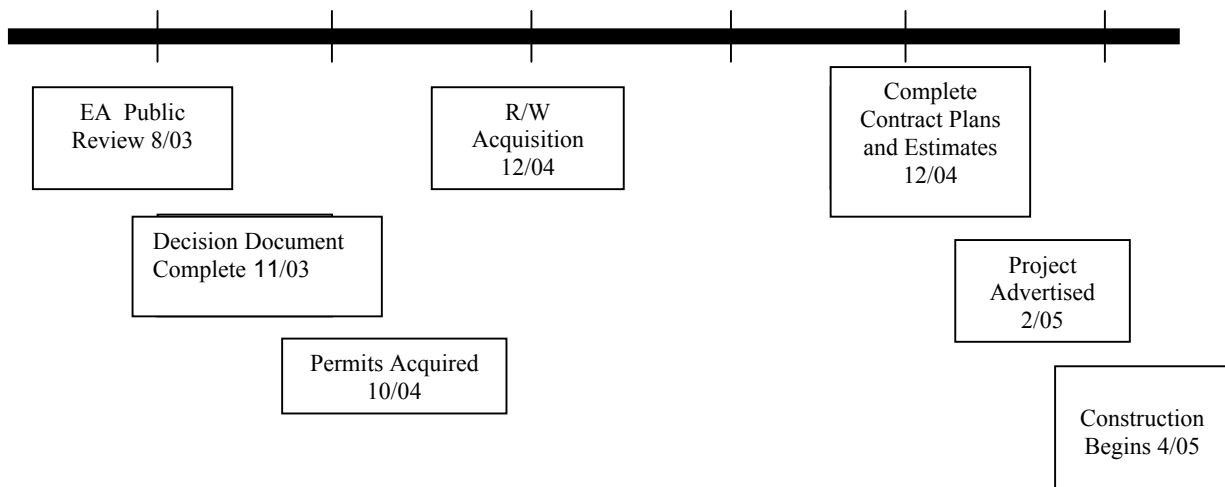 EA Public
Review 8/03
Decision Document
Complete 11/03
Permits Acquired
10/04
R/W
Acquisition
12/04
Complete
Contract Plans
and Estimates
12/04
Project
Advertised
2/05
Construction
Begins 4/05